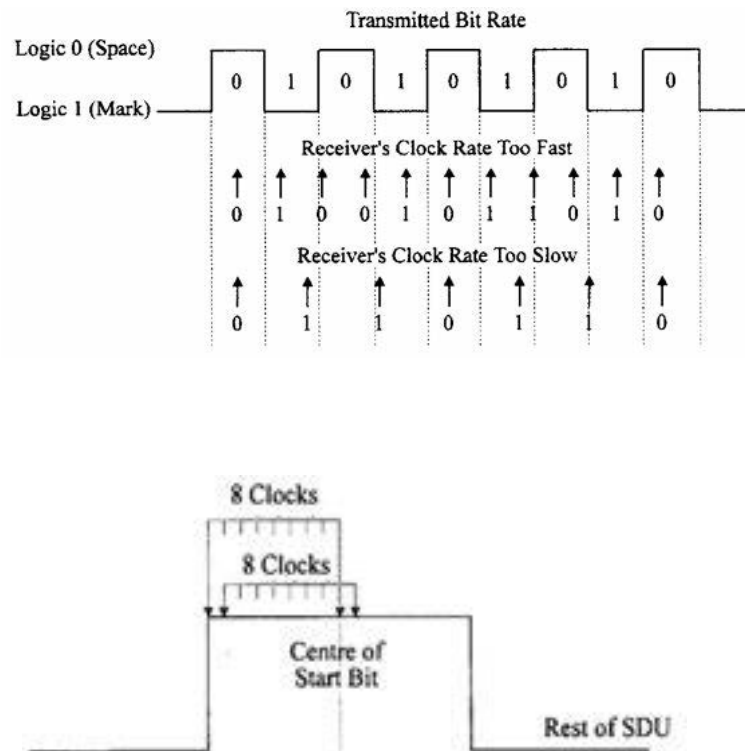 Transmitted Bit Rate
Logic 0 (Space)
0 1 0 1 0 1 0 1 0
Logic 1 (Mark)
Receiver's Clock Rate Too Fast
0 1 0 0 1 0 1 1 0 1 0
Receiver's Clock Rate Too Slow
0 1 1 0 1 1 0
8 Clocks
8 Clocks
Centre of
Start Bit
Rest of SDU